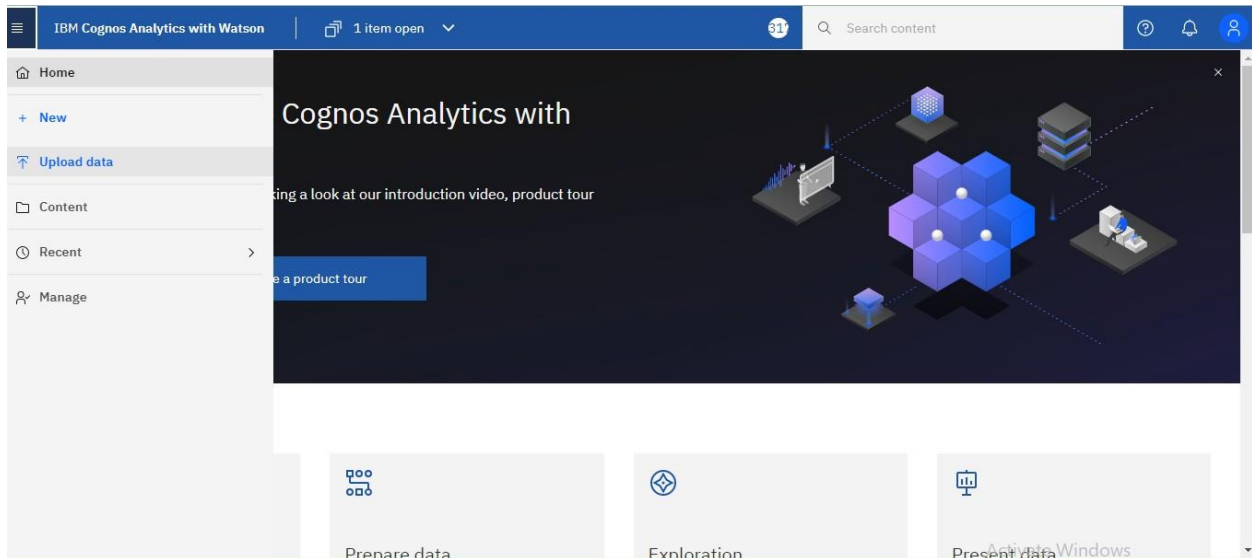 IBM Cognos Analytics with Watson
1 item open
Search content
Home
New
Upload data
Content
Recent
Manage
Cognos Analytics with
king a look at our introduction video, product tour
e a product tour
Prepare data
Exploration
Present data
Activate Windows